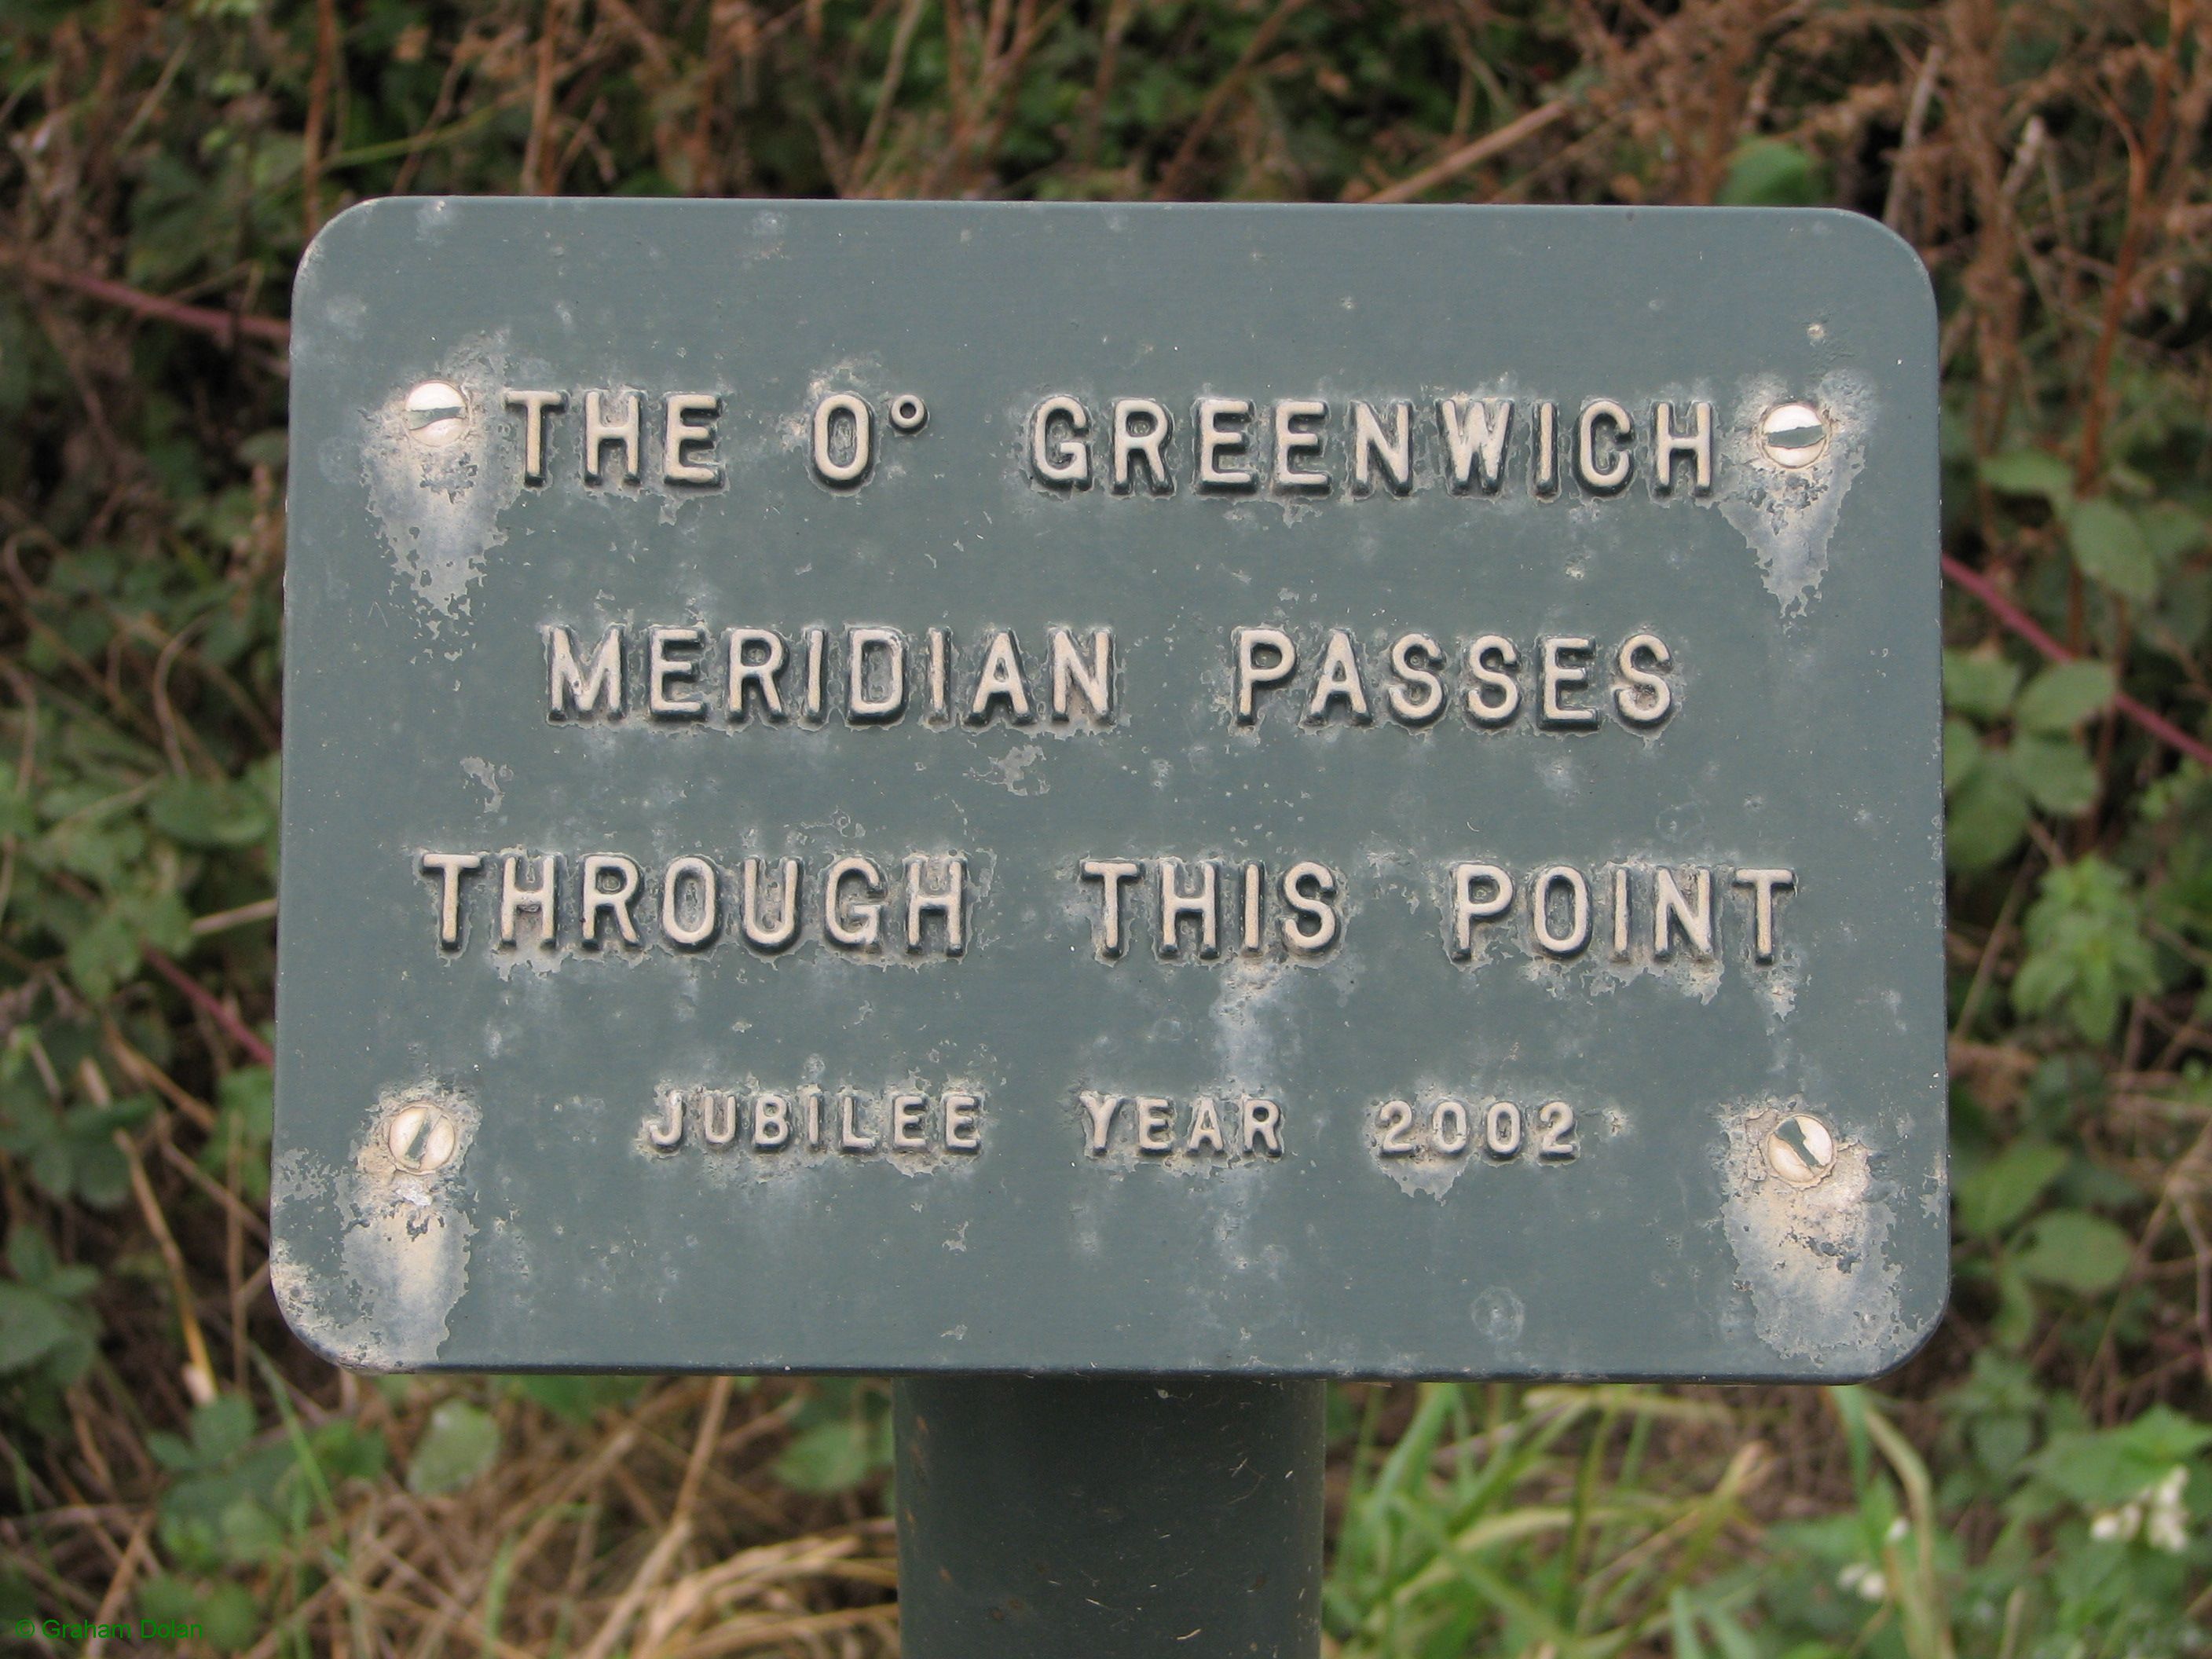 THE 0° GREENWICH
MERIDIAN PASSES
THROUGH THIS POINT
JUBILEE YEAR 2002
© Graham Dolan